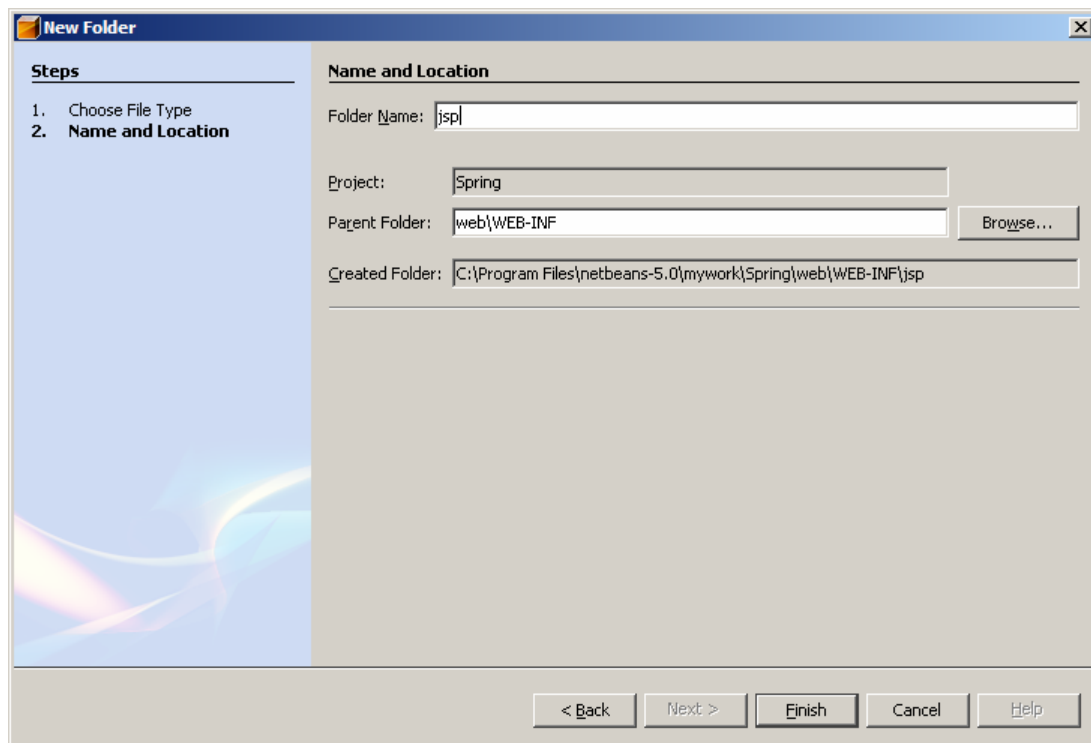 New Folder
Steps
1. Choose File Type
2. Name and Location
Name and Location
Folder Name: jsp
Project: Spring
Parent Folder: web\WEB-INF Browse...
Created Folder: C:\Program Files\netbeans-5.0\mywork\Spring\web\WEB-INF\jsp
< Back Next > Finish Cancel Help